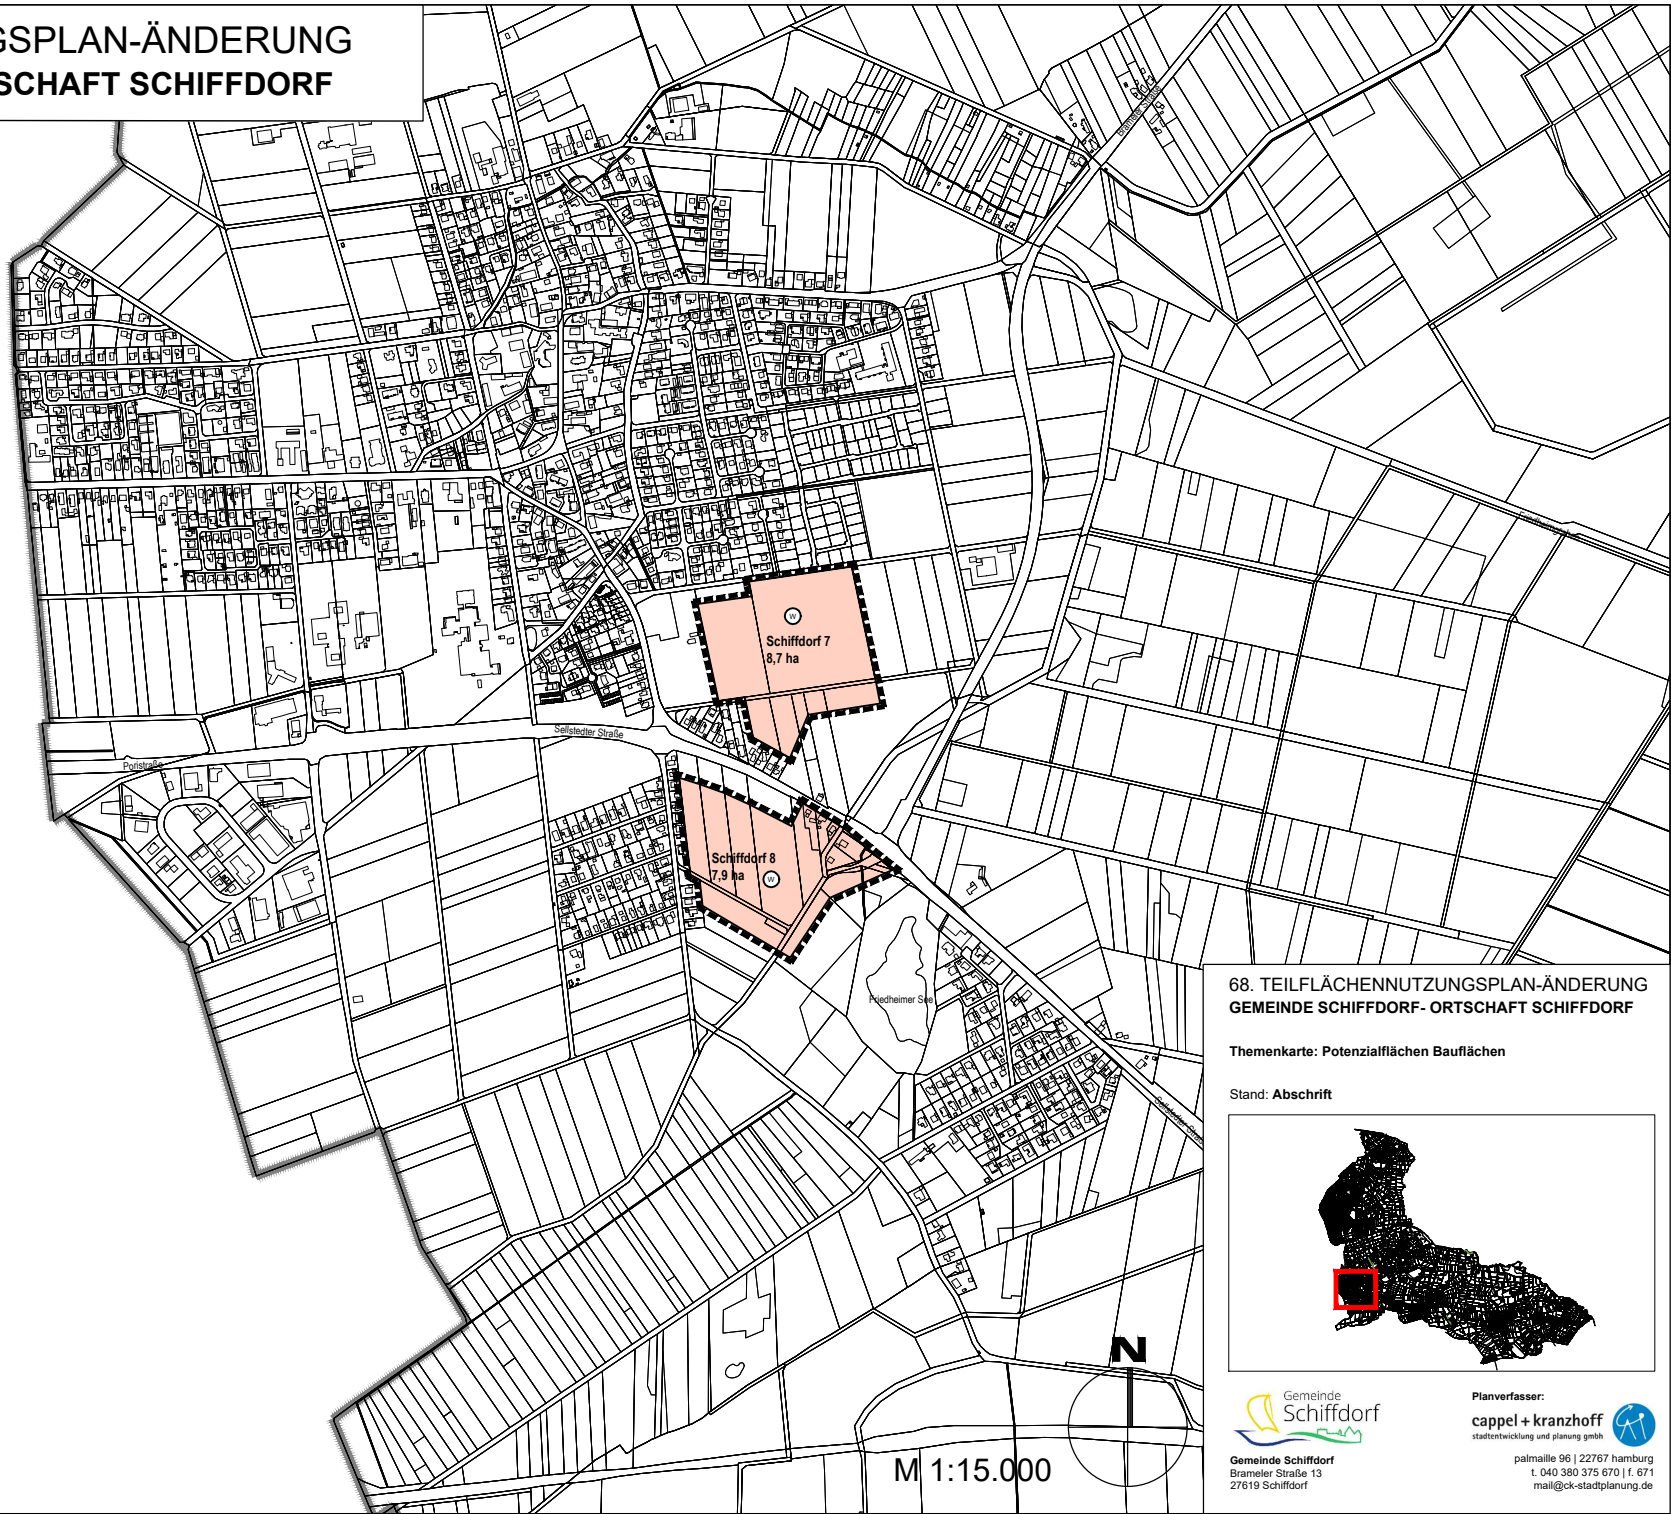 GSPLAN-ÄNDERUNG
SCHAFT SCHIFFDORF
Brameler Straße
W
Schiffdorf 7
8,7 ha
Sellstedter Straße
Poristraße
Schiffdorf 8
7,9 ha
W
Friedheimer See
68. TEILFLÄCHENNUTZUNGSPLAN-ÄNDERUNG
GEMEINDE SCHIFFDORF- ORTSCHAFT SCHIFFDORF
Themenkarte: Potenzialflächen Bauflächen
Stand: Abschrift
N
M 1:15.000
Gemeinde
Schiffdorf
Gemeinde Schiffdorf
Brameler Straße 13
27619 Schiffdorf
Planverfasser:
cappel + kranzhoff
stadtentwicklung und planung gmbh
palmaille 96 | 22767 hamburg
t. 040 380 375 670 | f. 671
mail@ck-stadtplanung.de